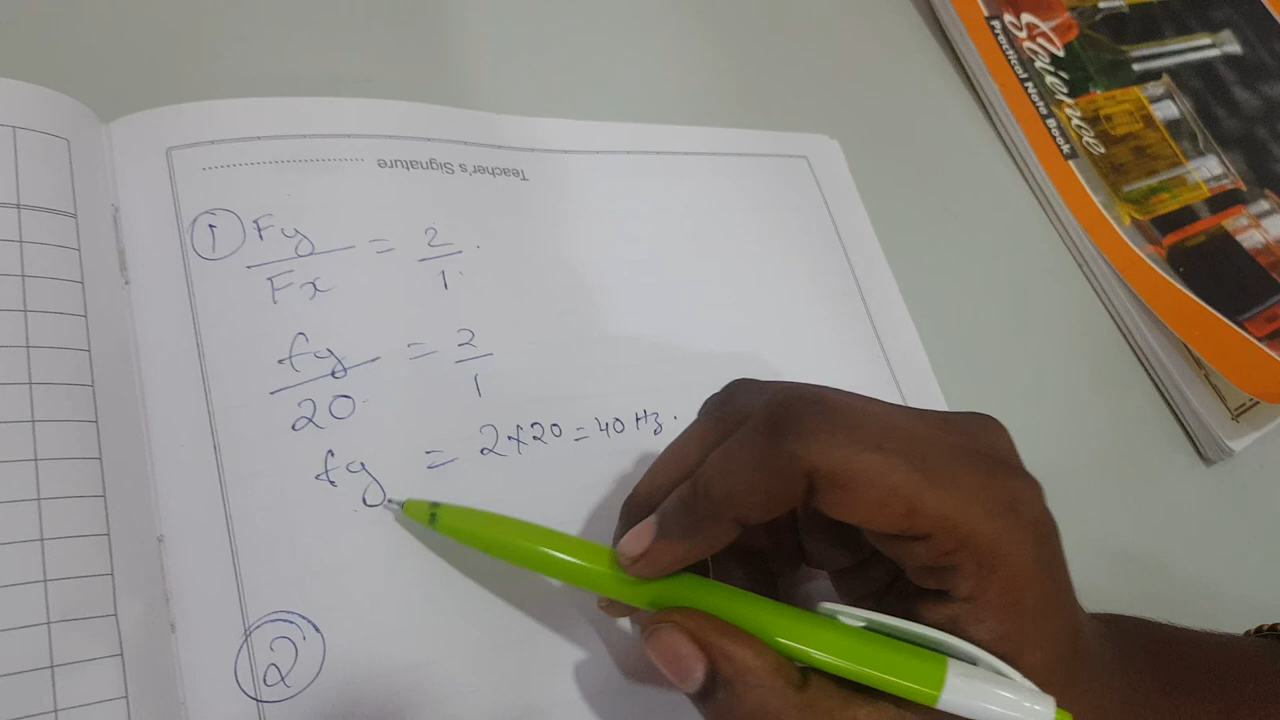 Teacher's Signature ..............................
① Fy/Fx = 2/1.
fy/20 = 2/1
fy = 2×20 = 40 Hz.
②
Science
Practical Note Book